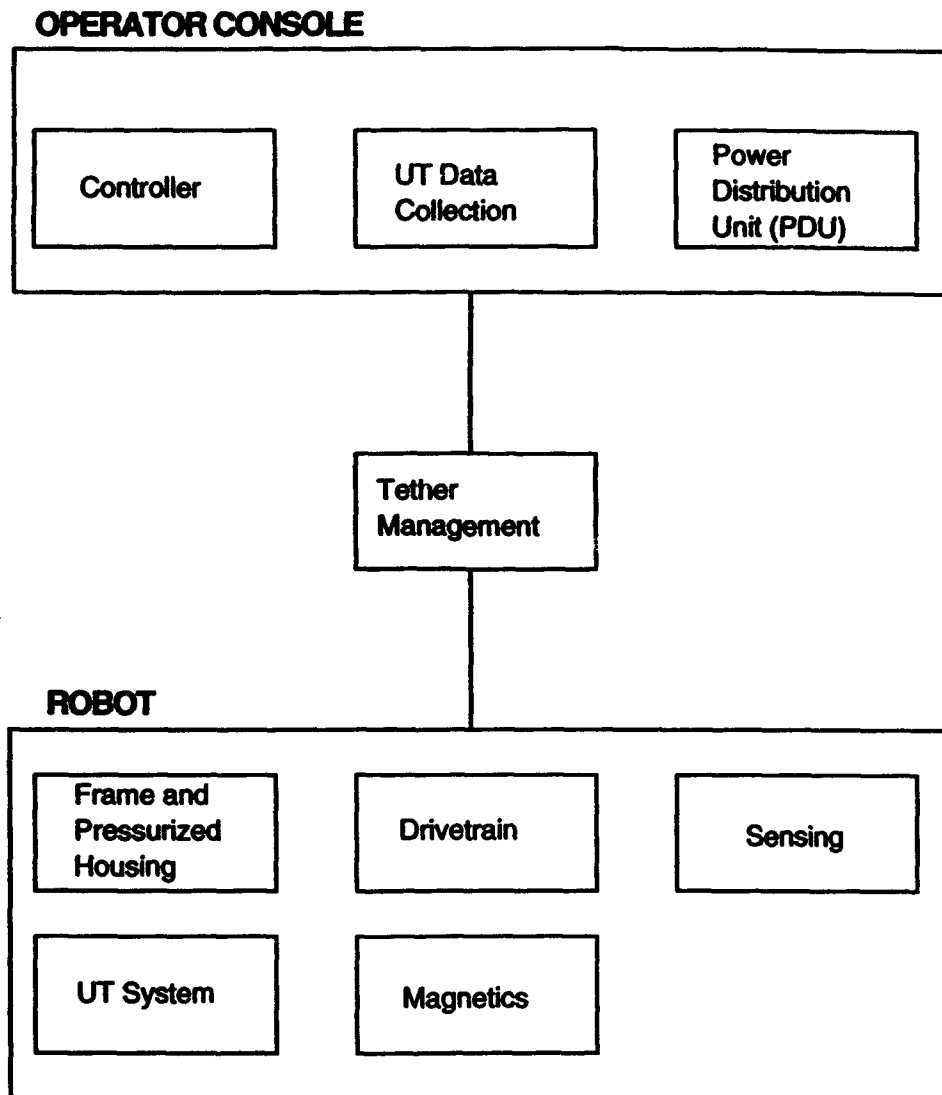 OPERATOR CONSOLE
Controller
UT Data
Collection
Power
Distribution
Unit (PDU)
Tether
Management
ROBOT
Frame and
Pressurized
Housing
Drivetrain
Sensing
UT System
Magnetics